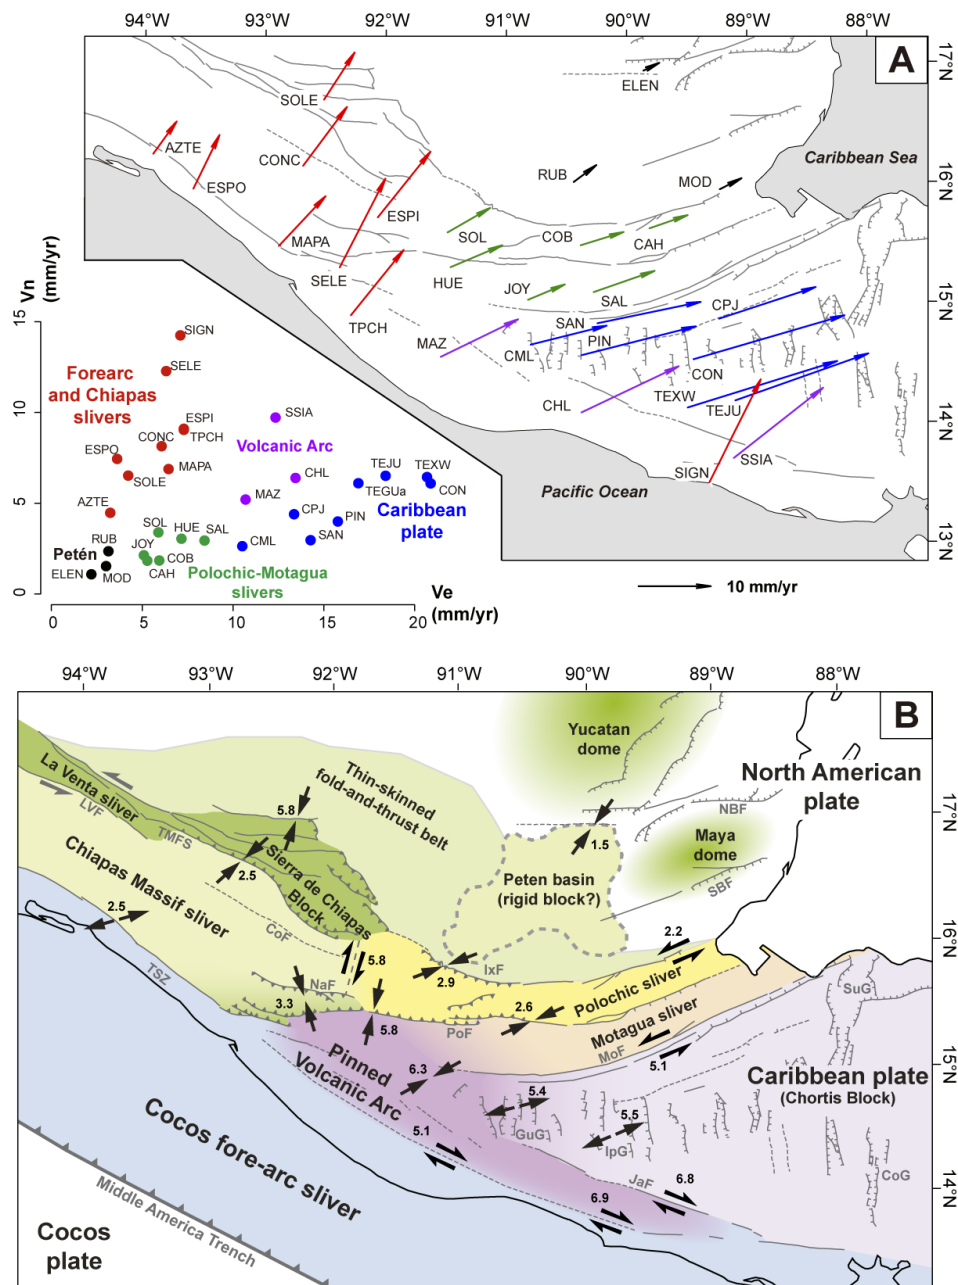 94°W 93°W 92°W 91°W 90°W 89°W 88°W
A
17°N
16°N
15°N
14°N
13°N
SOLE
ELEN
AZTE
CONC
Caribbean Sea
ESPO
RUB
MOD
ESPI
MAPA
SOL
COB
CAH
SELE
HUE
JOY
SAL
TPCH
SAN
CPJ
MAZ
CML
PIN
CON
CHL
TEXW
TEJU
SIGN
SSIA
Pacific Ocean
10 mm/yr
Vn
(mm/yr)
15
10
5
0
SIGN
SELE
Forearc
and Chiapas
slivers
ESPI
SSIA
CONC
TPCH
Volcanic Arc
ESPO
MAPA
SOLE
CHL
TEJU
TEXW
MAZ
TEGUa
CON
AZTE
CPJ
PIN
Caribbean
plate
SOL
HUE
SAL
RUB
JOY
CML
SAN
Petén
COB
ELEN
MOD
CAH
Polochic-Motagua
slivers
0 5 10 15 20
Ve
(mm/yr)
94°W 93°W 92°W 91°W 90°W 89°W 88°W
B
17°N
16°N
15°N
14°N
Yucatan
dome
North American
plate
La Venta sliver
Thin-skinned
fold-and-thrust belt
5.8
LVF
TMFS
NBF
1.5
Maya
dome
Sierra de Chiapas
Block
2.5
Chiapas Massif sliver
Peten basin
(rigid block?)
SBF
2.5
CoF
2.2
5.8
TSZ
IxF
2.9
NaF
3.3
Polochic sliver
2.6
SuG
5.8
PoF
Motagua sliver
MoF
5.1
Pinned
Volcanic Arc
6.3
5.4
Caribbean plate
(Chortis Block)
5.5
GuG
IpG
5.1
Cocos fore-arc sliver
CoG
JaF
6.8
6.9
Middle America Trench
Cocos
plate